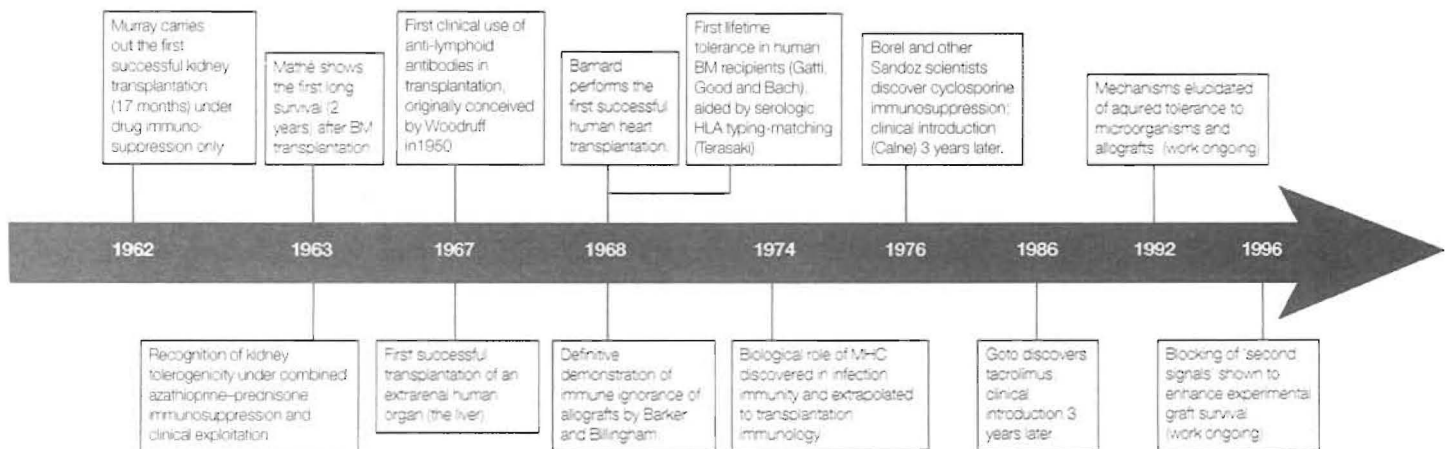 Murray carries
out the first
successful kidney
transplantation
(17 months) under
drug immuno-
suppression only
Mathé shows
the first long
survival (2
years) after BM
transplantation
First clinical use of
anti-lymphoid
antibodies in
transplantation,
originally conceived
by Woodruff
in1950
Barnard
performs the
first successful
human heart
transplantation.
First lifetime
tolerance in human
BM recipients (Gatti,
Good and Bach),
aided by serologic
HLA typing-matching
(Terasaki)
Borel and other
Sandoz scientists
discover cyclosporine
immunosuppression;
clinical introduction
(Calne) 3 years later.
Mechanisms elucidated
of aquired tolerance to
microorganisms and
allografts. (work ongoing)
1962
1963
1967
1968
1974
1976
1986
1992
1996
Recognition of kidney
tolerogenicity under combined
azathioprine–prednisone
immunosuppression and
clinical exploitation
First successful
transplantation of an
extrarenal human
organ (the liver)
Definitive
demonstration of
immune ignorance of
allografts by Barker
and Billingham
Biological role of MHC
discovered in infection
immunity and extrapolated
to transplantation
immunology
Goto discovers
tacrolimus
clinical
introduction 3
years later
Blocking of 'second
signals' shown to
enhance experimental
graft survival
(work ongoing)